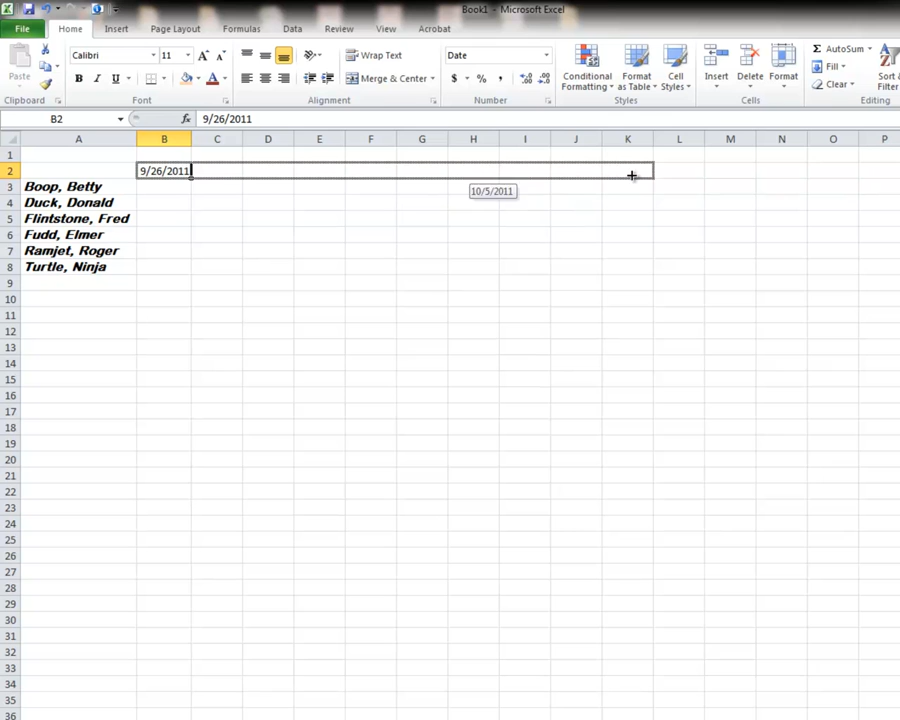 Book1 - Microsoft Excel
File Home Insert Page Layout Formulas Data Review View Acrobat
Paste
Clipboard
Calibri 11
B I U A
Font
Wrap Text
Merge & Center
Alignment
Date
$ % ,
Number
Conditional Formatting
Format as Table
Cell Styles
Styles
Insert Delete Format
Cells
Σ AutoSum
Fill
Clear
Sort &
Filter
Editing
B2 fx 9/26/2011
A B C D E F G H I J K L M N O P
1
2 9/26/2011
10/5/2011
3 Boop, Betty
4 Duck, Donald
5 Flintstone, Fred
6 Fudd, Elmer
7 Ramjet, Roger
8 Turtle, Ninja
9
10
11
12
13
14
15
16
17
18
19
20
21
22
23
24
25
26
27
28
29
30
31
32
33
34
35
36